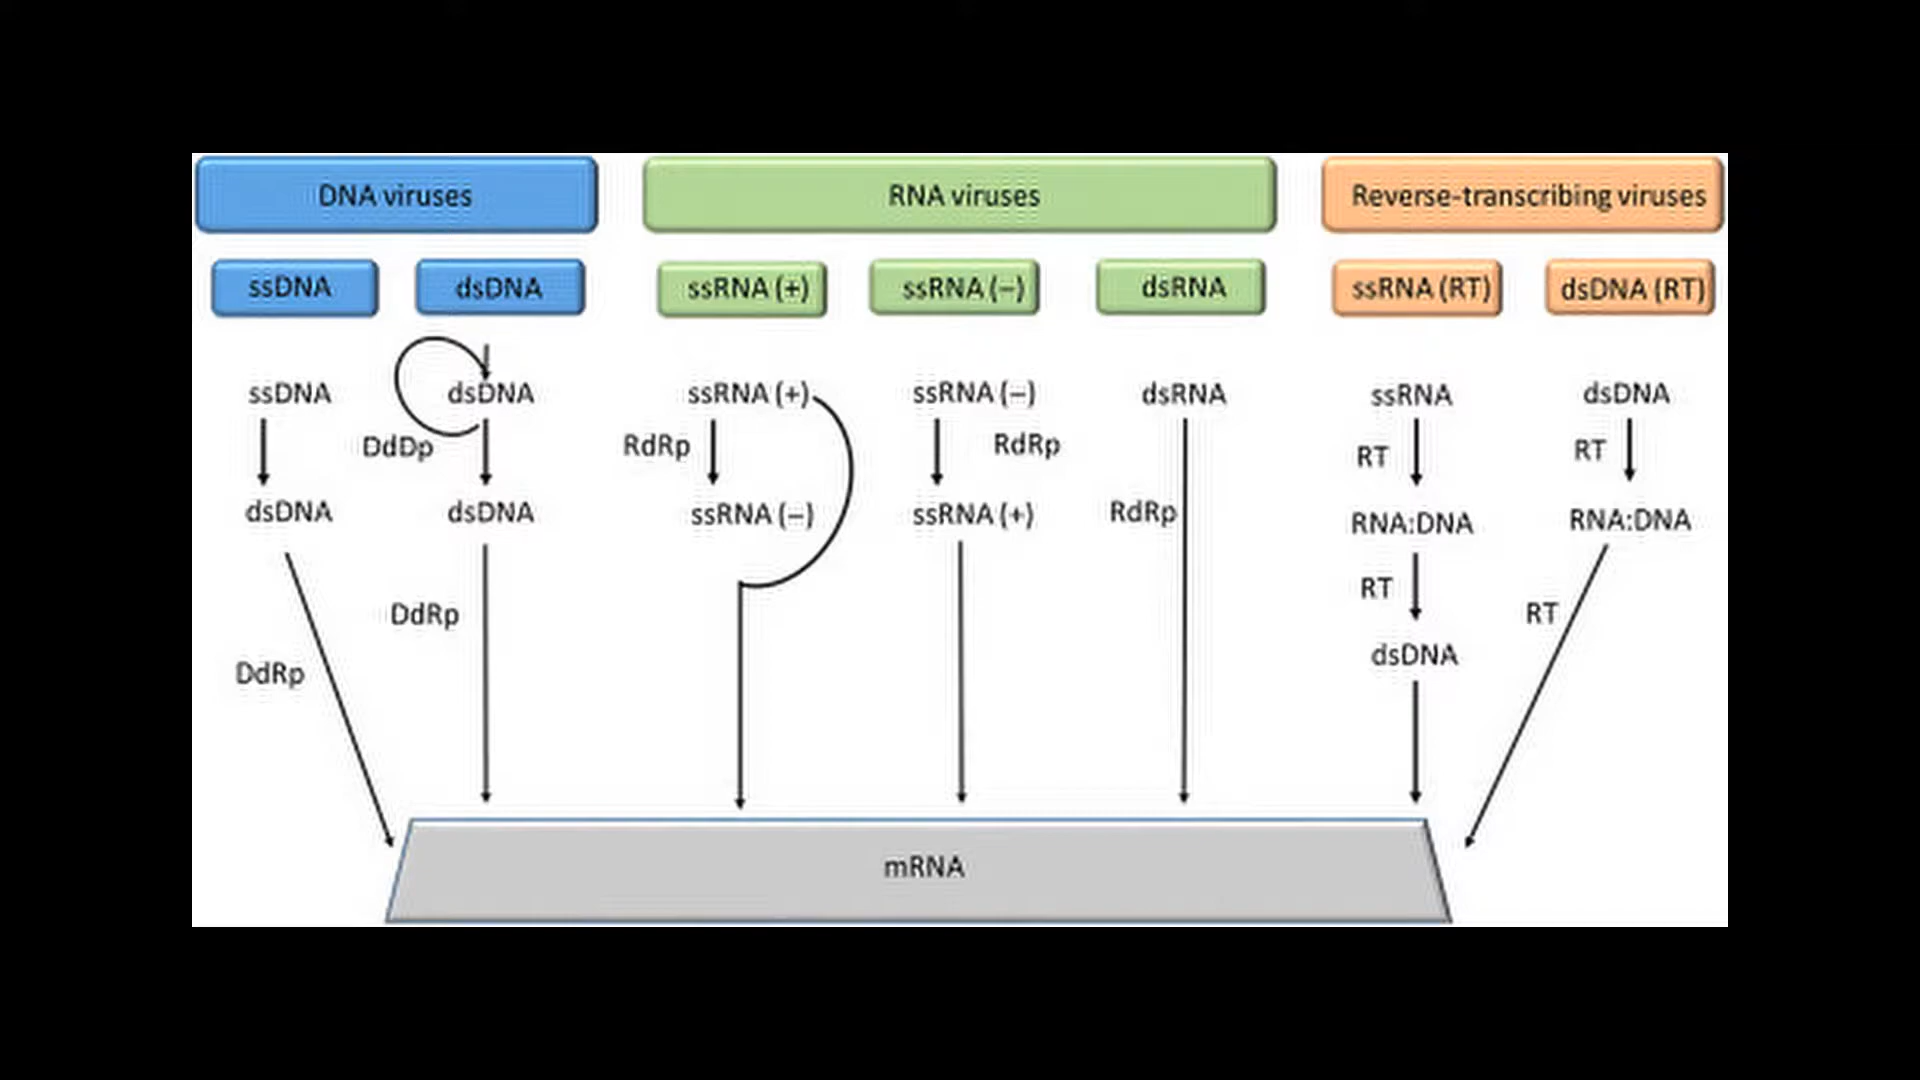 DNA viruses
RNA viruses
Reverse-transcribing viruses
ssDNA
dsDNA
ssRNA (+)
ssRNA (−)
dsRNA
ssRNA (RT)
dsDNA (RT)
ssDNA
dsDNA
ssRNA (+)
ssRNA (−)
dsRNA
ssRNA
dsDNA
DdDp
RdRp
RdRp
RT
RT
dsDNA
dsDNA
ssRNA (−)
ssRNA (+)
RdRp
RNA:DNA
RNA:DNA
RT
DdRp
RT
dsDNA
DdRp
mRNA